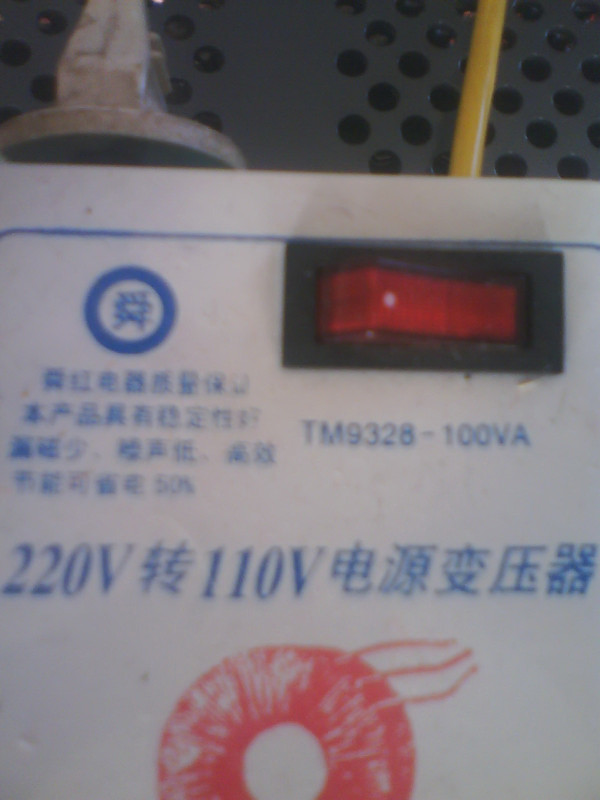 舜
舜红电器质量保证
本产品具有稳定性好
漏磁少、噪声低、高效
节能可省电50%
TM9328-100VA
220V转110V电源变压器